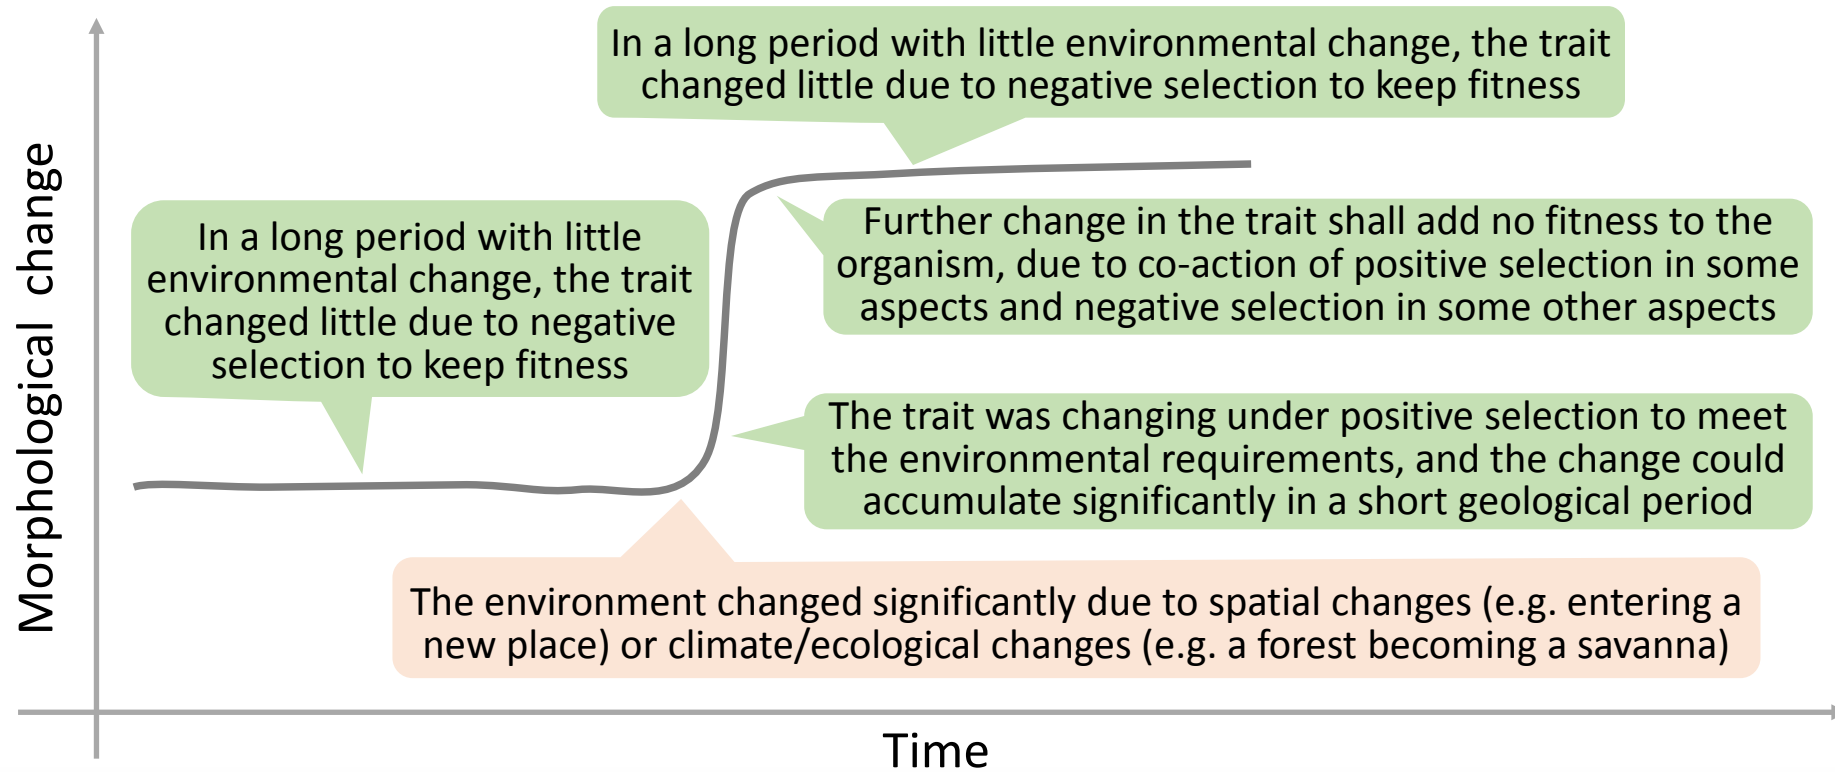 In a long period with little environmental change, the trait
changed little due to negative selection to keep fitness
In a long period with little
environmental change, the trait
changed little due to negative
selection to keep fitness
Further change in the trait shall add no fitness to the
organism, due to co-action of positive selection in some
aspects and negative selection in some other aspects
The trait was changing under positive selection to meet
the environmental requirements, and the change could
accumulate significantly in a short geological period
The environment changed significantly due to spatial changes (e.g. entering a
new place) or climate/ecological changes (e.g. a forest becoming a savanna)
Morphological change
Time